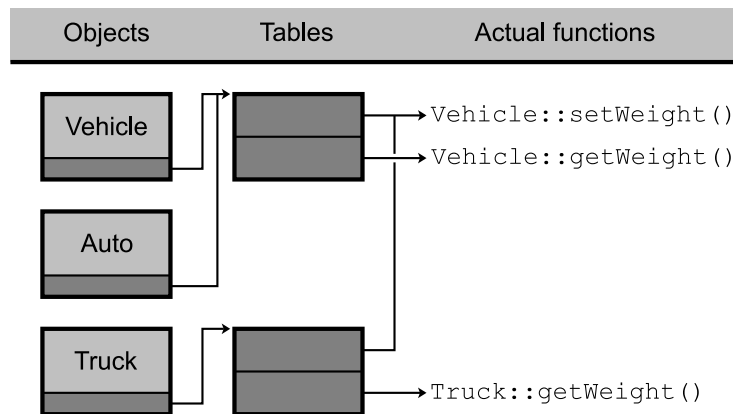 Objects Tables Actual functions
Vehicle
Vehicle::setWeight()
Vehicle::getWeight()
Auto
Truck
Truck::getWeight()